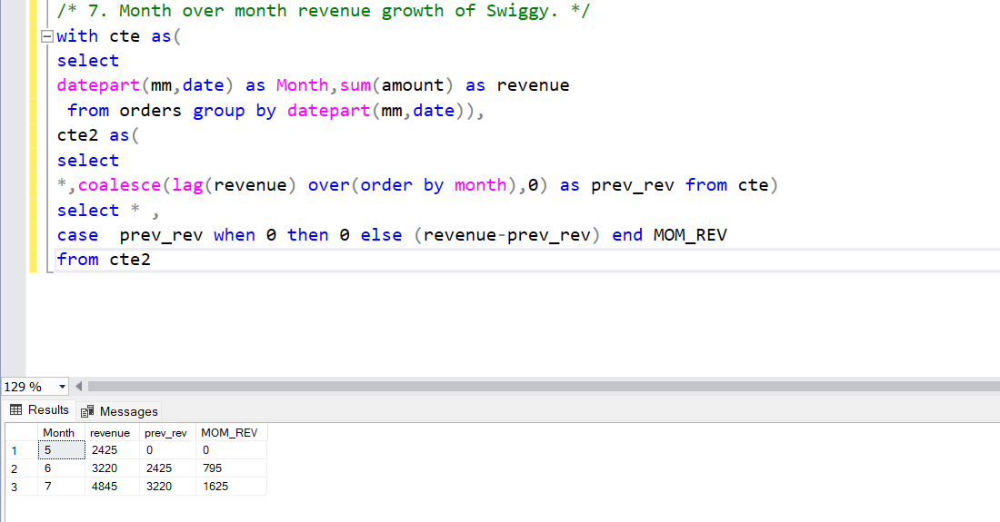 /* 7. Month over month revenue growth of Swiggy. */
with cte as(
select
datepart(mm,date) as Month,sum(amount) as revenue
 from orders group by datepart(mm,date)),
cte2 as(
select
*,coalesce(lag(revenue) over(order by month),0) as prev_rev from cte)
select * ,
case  prev_rev when 0 then 0 else (revenue-prev_rev) end MOM_REV
from cte2
129 %
Results Messages
Month revenue prev_rev MOM_REV
1 5 2425 0 0
2 6 3220 2425 795
3 7 4845 3220 1625